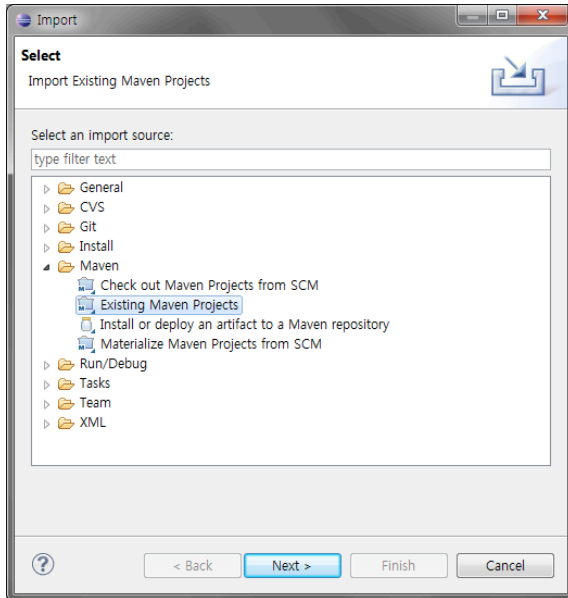 Import
Select
Import Existing Maven Projects
Select an import source:
type filter text
General
CVS
Git
Install
Maven
Check out Maven Projects from SCM
Existing Maven Projects
Install or deploy an artifact to a Maven repository
Materialize Maven Projects from SCM
Run/Debug
Tasks
Team
XML
< Back Next > Finish Cancel